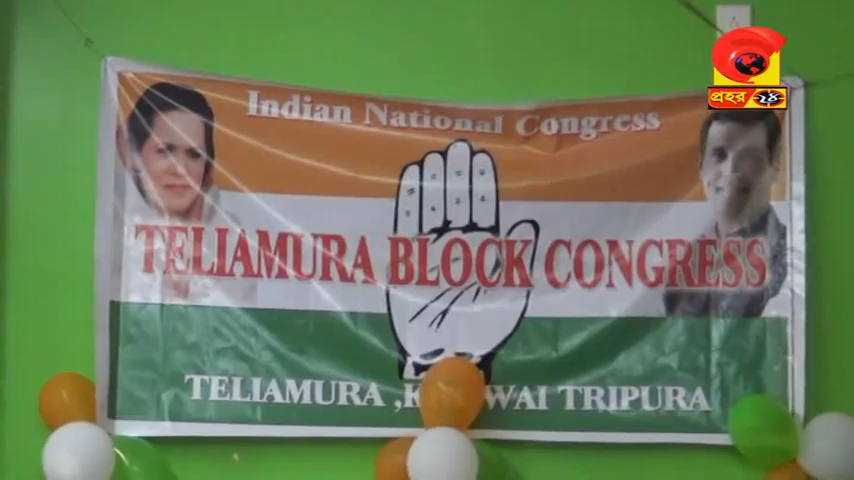 প্রহর ২৪
Indian National Congress
TELIAMURA BLOCK CONGRESS
TELIAMURA , TRIPURA